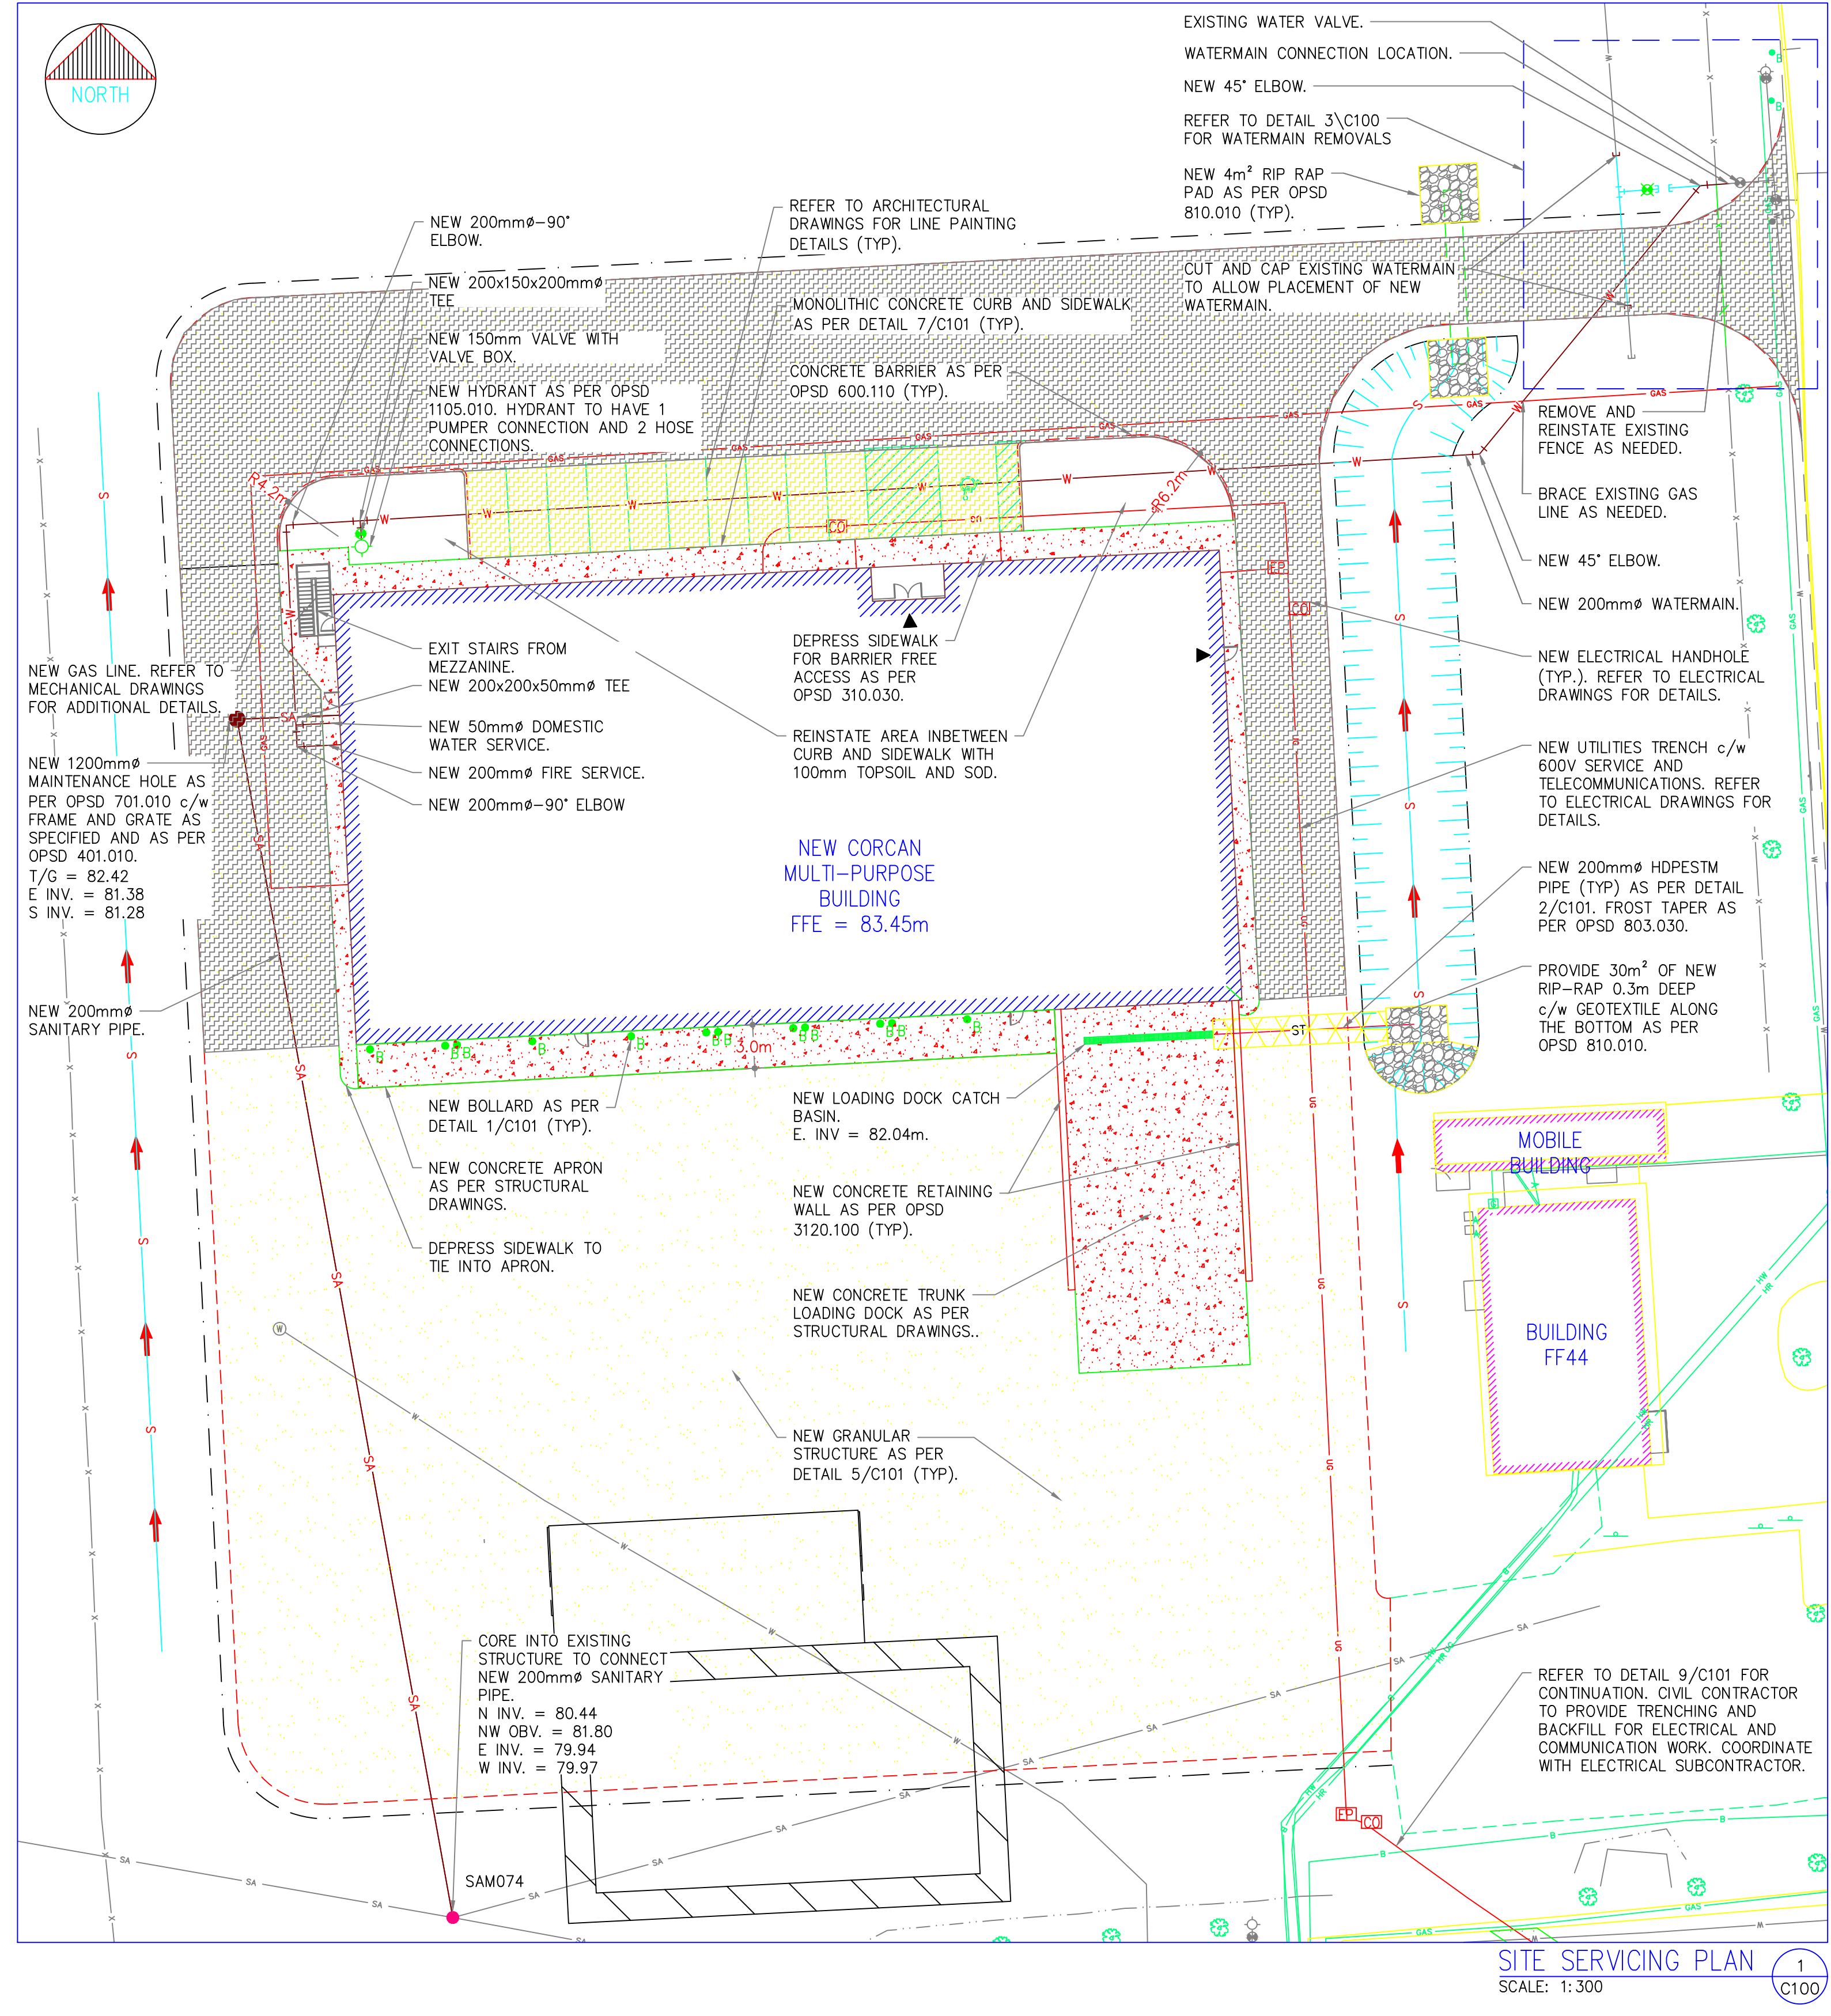 NORTH
EXISTING WATER VALVE.
WATERMAIN CONNECTION LOCATION.
NEW 45° ELBOW.
REFER TO DETAIL 3\C100
FOR WATERMAIN REMOVALS
NEW 4m² RIP RAP
PAD AS PER OPSD
810.010 (TYP).
CUT AND CAP EXISTING WATERMAIN
TO ALLOW PLACEMENT OF NEW
WATERMAIN.
REFER TO ARCHITECTURAL
DRAWINGS FOR LINE PAINTING
DETAILS (TYP).
MONOLITHIC CONCRETE CURB AND SIDEWALK
AS PER DETAIL 7/C101 (TYP).
CONCRETE BARRIER AS PER
OPSD 600.110 (TYP).
NEW 200mmø-90°
ELBOW.
NEW 200x150x200mmø
TEE
NEW 150mm VALVE WITH
VALVE BOX.
NEW HYDRANT AS PER OPSD
1105.010. HYDRANT TO HAVE 1
PUMPER CONNECTION AND 2 HOSE
CONNECTIONS.
R4.2m
R6.2m
REMOVE AND
REINSTATE EXISTING
FENCE AS NEEDED.
BRACE EXISTING GAS
LINE AS NEEDED.
NEW 45° ELBOW.
NEW 200mmø WATERMAIN.
NEW ELECTRICAL HANDHOLE
(TYP.). REFER TO ELECTRICAL
DRAWINGS FOR DETAILS.
NEW UTILITIES TRENCH c/w
600V SERVICE AND
TELECOMMUNICATIONS. REFER
TO ELECTRICAL DRAWINGS FOR
DETAILS.
NEW 200mmø HDPESTM
PIPE (TYP) AS PER DETAIL
2/C101. FROST TAPER AS
PER OPSD 803.030.
PROVIDE 30m² OF NEW
RIP-RAP 0.3m DEEP
c/w GEOTEXTILE ALONG
THE BOTTOM AS PER
OPSD 810.010.
EXIT STAIRS FROM
MEZZANINE.
NEW 200x200x50mmø TEE
NEW 50mmø DOMESTIC
WATER SERVICE.
NEW 200mmø FIRE SERVICE.
NEW 200mmø-90° ELBOW
DEPRESS SIDEWALK
FOR BARRIER FREE
ACCESS AS PER
OPSD 310.030.
REINSTATE AREA INBETWEEN
CURB AND SIDEWALK WITH
100mm TOPSOIL AND SOD.
NEW GAS LINE. REFER TO
MECHANICAL DRAWINGS
FOR ADDITIONAL DETAILS.
NEW 1200mmø
MAINTENANCE HOLE AS
PER OPSD 701.010 c/w
FRAME AND GRATE AS
SPECIFIED AND AS PER
OPSD 401.010.
T/G = 82.42
E INV. = 81.38
S INV. = 81.28
NEW 200mmø
SANITARY PIPE.
NEW CORCAN
MULTI-PURPOSE
BUILDING
FFE = 83.45m
3.0m
ST
NEW BOLLARD AS PER
DETAIL 1/C101 (TYP).
NEW CONCRETE APRON
AS PER STRUCTURAL
DRAWINGS.
DEPRESS SIDEWALK TO
TIE INTO APRON.
NEW LOADING DOCK CATCH
BASIN.
E. INV = 82.04m.
NEW CONCRETE RETAINING
WALL AS PER OPSD
3120.100 (TYP).
NEW CONCRETE TRUNK
LOADING DOCK AS PER
STRUCTURAL DRAWINGS..
NEW GRANULAR
STRUCTURE AS PER
DETAIL 5/C101 (TYP).
MOBILE
BUILDING
BUILDING
FF44
CORE INTO EXISTING
STRUCTURE TO CONNECT
NEW 200mmø SANITARY
PIPE.
N INV. = 80.44
NW OBV. = 81.80
E INV. = 79.94
W INV. = 79.97
SAM074
REFER TO DETAIL 9/C101 FOR
CONTINUATION. CIVIL CONTRACTOR
TO PROVIDE TRENCHING AND
BACKFILL FOR ELECTRICAL AND
COMMUNICATION WORK. COORDINATE
WITH ELECTRICAL SUBCONTRACTOR.
EP
CO
SITE SERVICING PLAN
SCALE: 1:300
1
C100